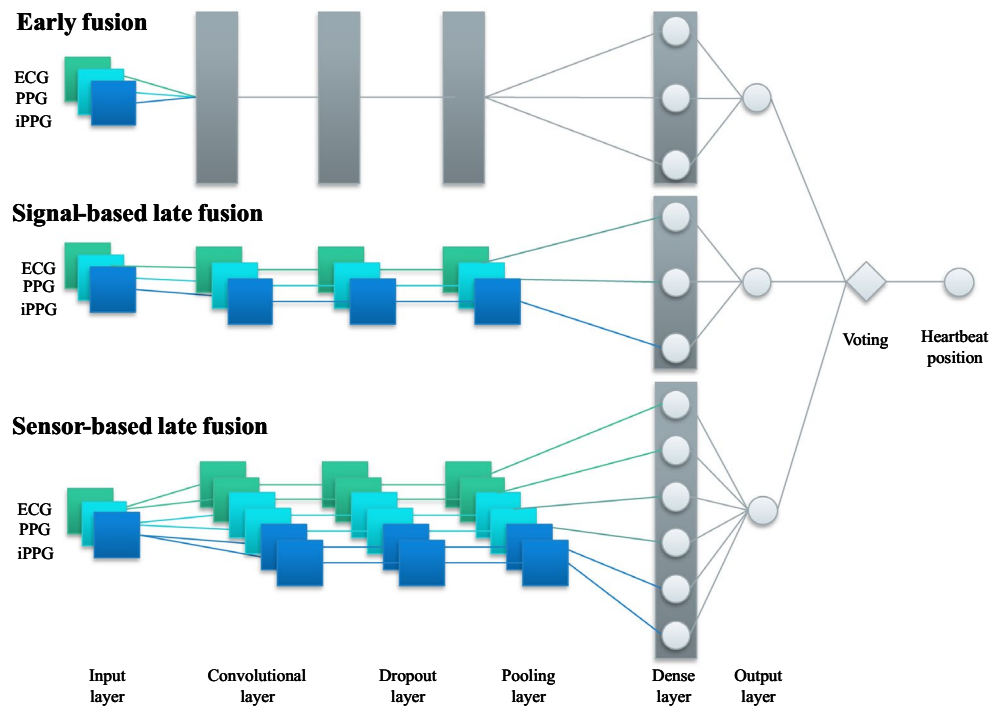 Early fusion
ECG
PPG
iPPG
Signal-based late fusion
ECG
PPG
iPPG
Voting
Heartbeat
position
Sensor-based late fusion
ECG
PPG
iPPG
Input
layer
Convolutional
layer
Dropout
layer
Pooling
layer
Dense
layer
Output
layer